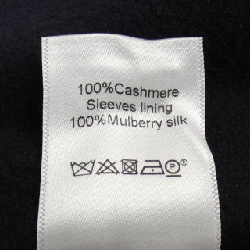 100%Cashmere
Sleeves lining
100% Mulberry silk
P